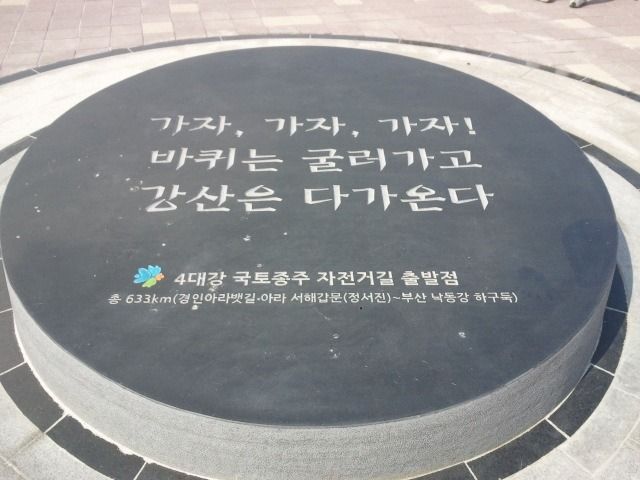 가자, 가자, 가자!
바퀴는 굴러가고
강산은 다가온다
4대강 국토종주 자전거길 출발점
총 633km(경인아라뱃길·아라 서해갑문(정서진)~부산 낙동강 하구둑)